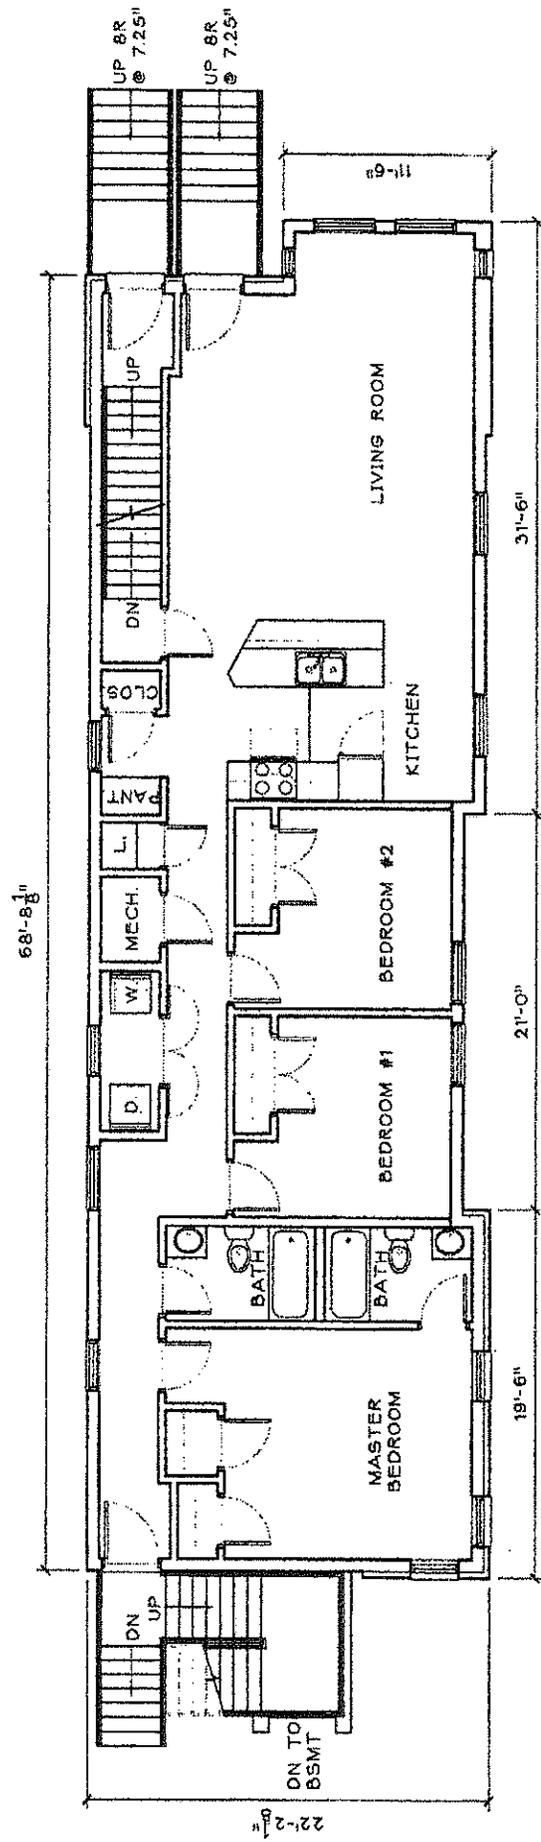 UP 8R
@ 7.25"
UP 8R
@ 7.25"
11'-6"
68'-8 1/8"
UP
DN
LIVING ROOM
31'-6"
CLOS
PANT.
L.
MECH.
W.
D.
KITCHEN
BEDROOM #2
21'-0"
BEDROOM #1
BATH
BATH
19'-6"
MASTER
BEDROOM
DN
UP
DN TO
BSMT
22'-2 1/8"